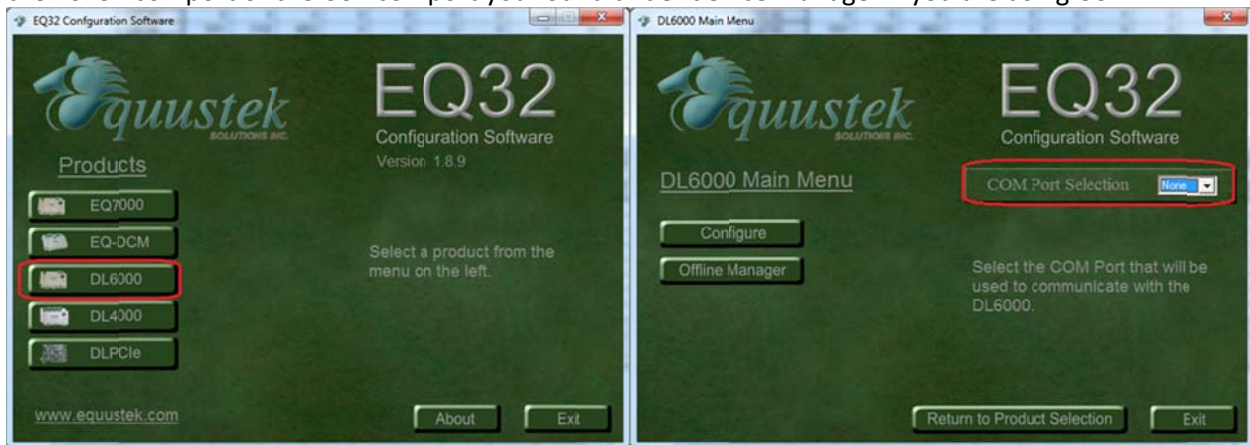 EQ32 Configuration Software
Equustek
SOLUTIONS INC.
EQ32
Configuration Software
Version 1.8.9
Products
EQ7000
EQ-DCM
DL6000
DL4000
DLPCIe
Select a product from the
menu on the left.
www.equustek.com
About
Exit
DL6000 Main Menu
Equustek
SOLUTIONS INC.
EQ32
Configuration Software
DL6000 Main Menu
COM Port Selection
None
Configure
Offline Manager
Select the COM Port that will be
used to communicate with the
DL6000.
Return to Product Selection
Exit